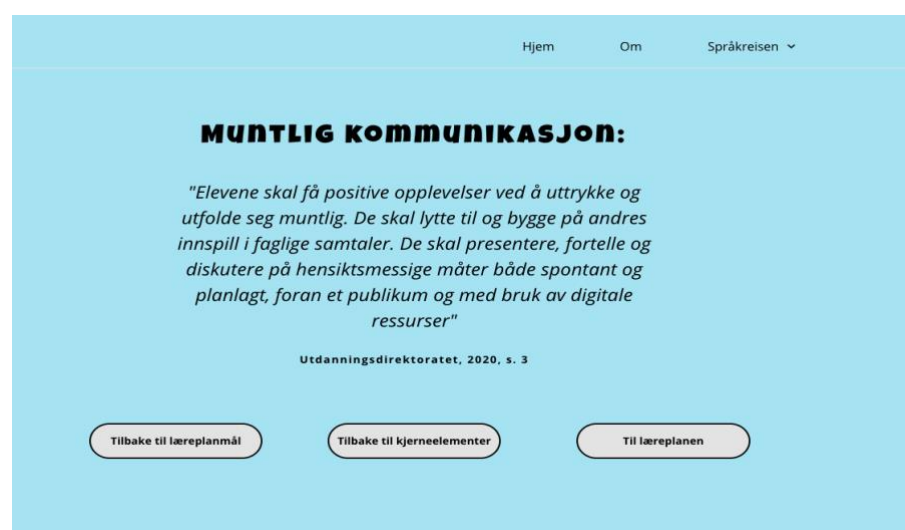 Hjem Om Språkreisen
Muntlig kommunikasjon:
"Elevene skal få positive opplevelser ved å uttrykke og
utfolde seg muntlig. De skal lytte til og bygge på andres
innspill i faglige samtaler. De skal presentere, fortelle og
diskutere på hensiktsmessige måter både spontant og
planlagt, foran et publikum og med bruk av digitale
ressurser"
Utdanningsdirektoratet, 2020, s. 3
Tilbake til læreplanmål Tilbake til kjerneelementer Til læreplanen